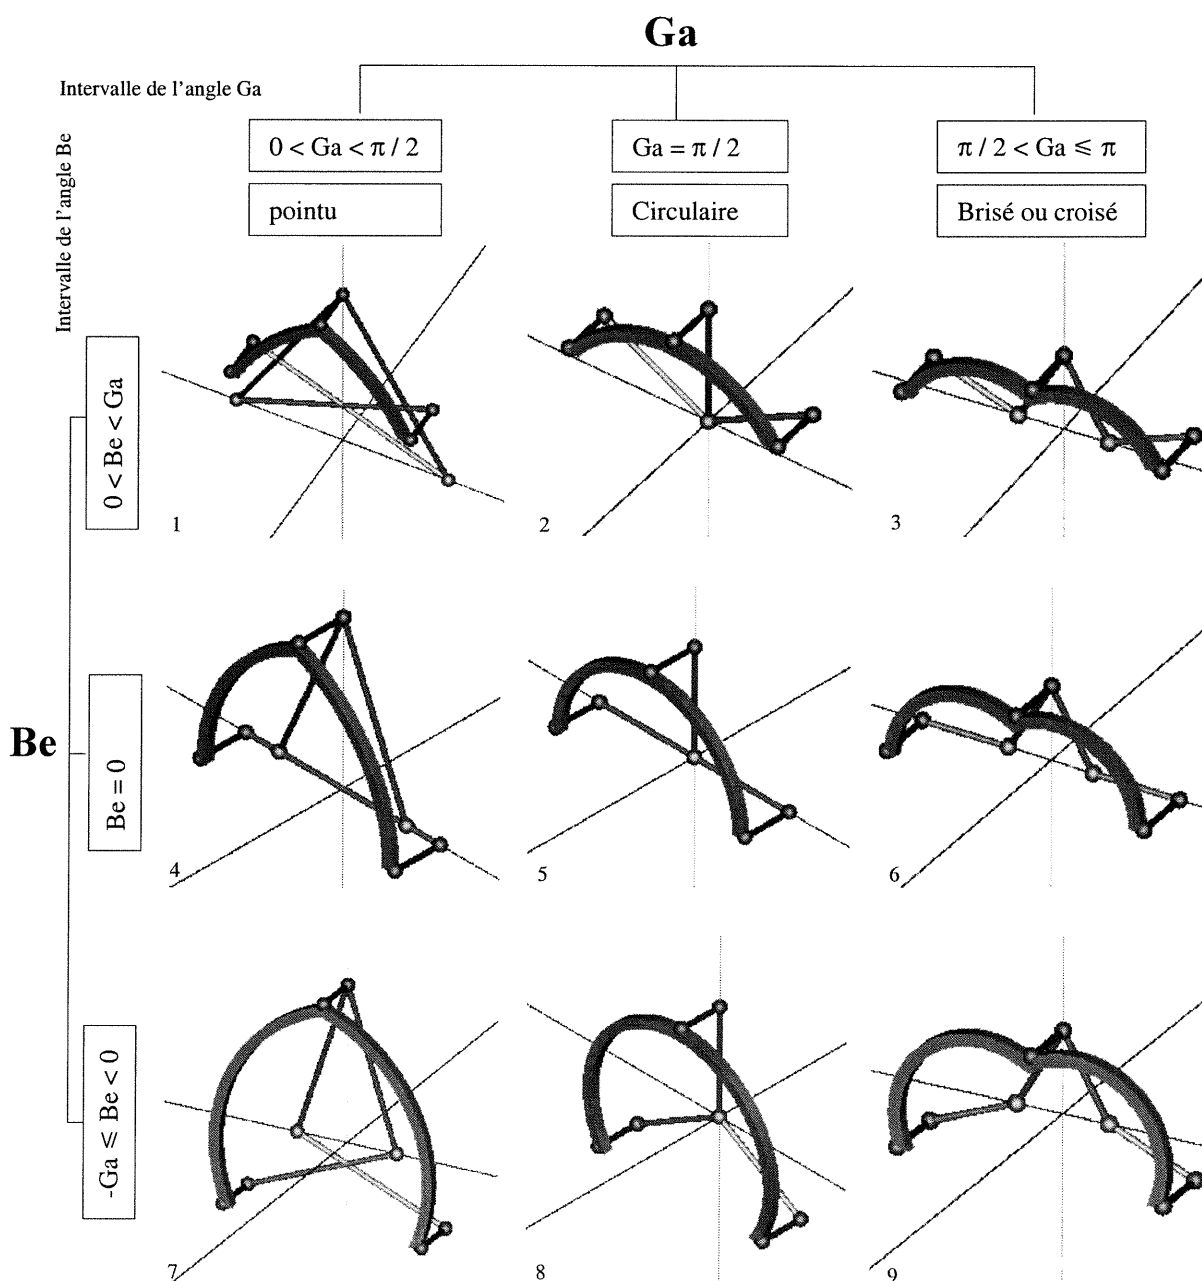 Ga
Intervalle de l'angle Ga
Intervalle de l'angle Be
0 < Ga < π / 2
Ga = π / 2
π / 2 < Ga ⩽ π
pointu
Circulaire
Brisé ou croisé
0 < Be < Ga
1
2
3
Be
Be = 0
4
5
6
-Ga ⩽ Be < 0
7
8
9